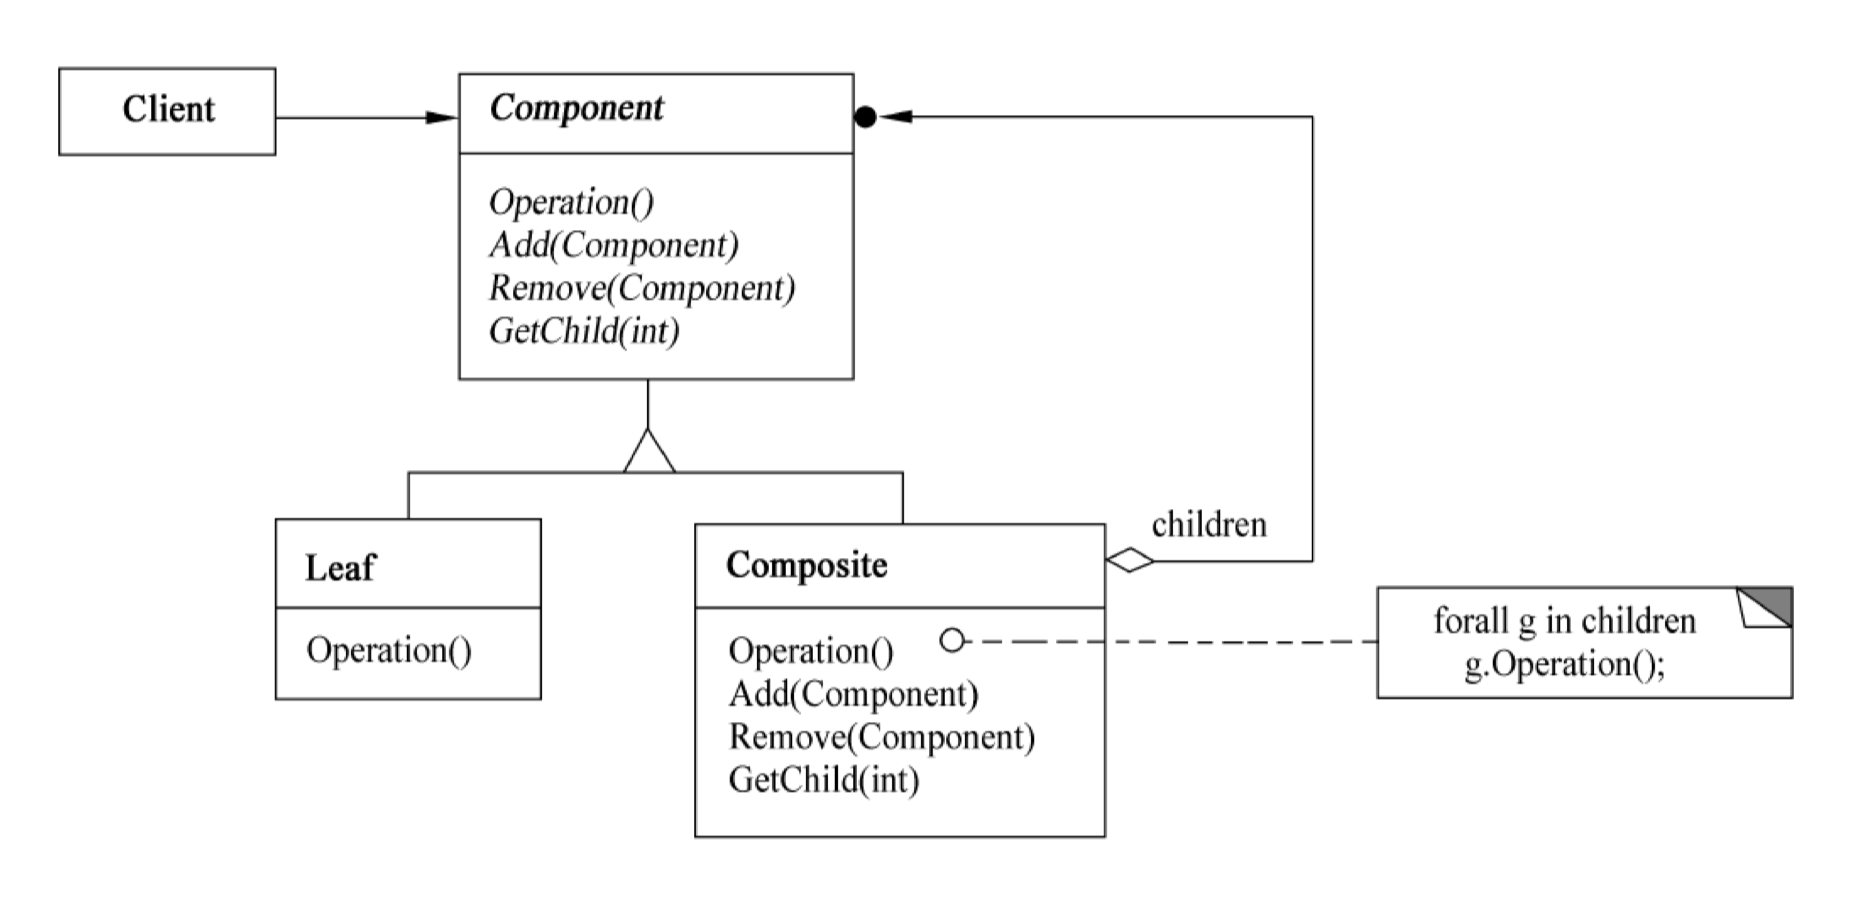 Client
Component
Operation()
Add(Component)
Remove(Component)
GetChild(int)
Leaf
Operation()
Composite
Operation()
Add(Component)
Remove(Component)
GetChild(int)
children
forall g in children
g.Operation();